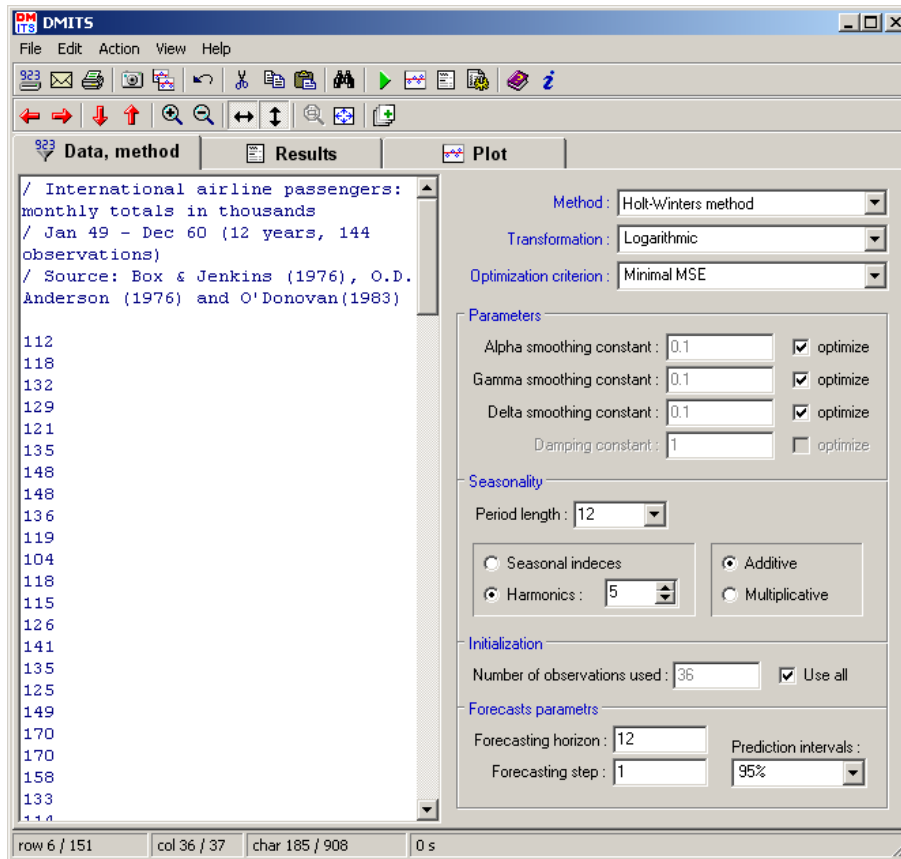 DMITS
File Edit Action View Help
Data, method
Results
Plot
/ International airline passengers:
monthly totals in thousands
/ Jan 49 - Dec 60 (12 years, 144
observations)
/ Source: Box & Jenkins (1976), O.D.
Anderson (1976) and O'Donovan(1983)
112
118
132
129
121
135
148
148
136
119
104
118
115
126
141
135
125
149
170
170
158
133
114
Method : Holt-Winters method
Transformation : Logarithmic
Optimization criterion : Minimal MSE
Parameters
Alpha smoothing constant : 0.1 optimize
Gamma smoothing constant : 0.1 optimize
Delta smoothing constant : 0.1 optimize
Damping constant : 1 optimize
Seasonality
Period length : 12
Seasonal indeces
Harmonics : 5
Additive
Multiplicative
Initialization
Number of observations used : 36 Use all
Forecasts parametrs
Forecasting horizon : 12
Forecasting step : 1
Prediction intervals :
95%
row 6 / 151 col 36 / 37 char 185 / 908 0 s